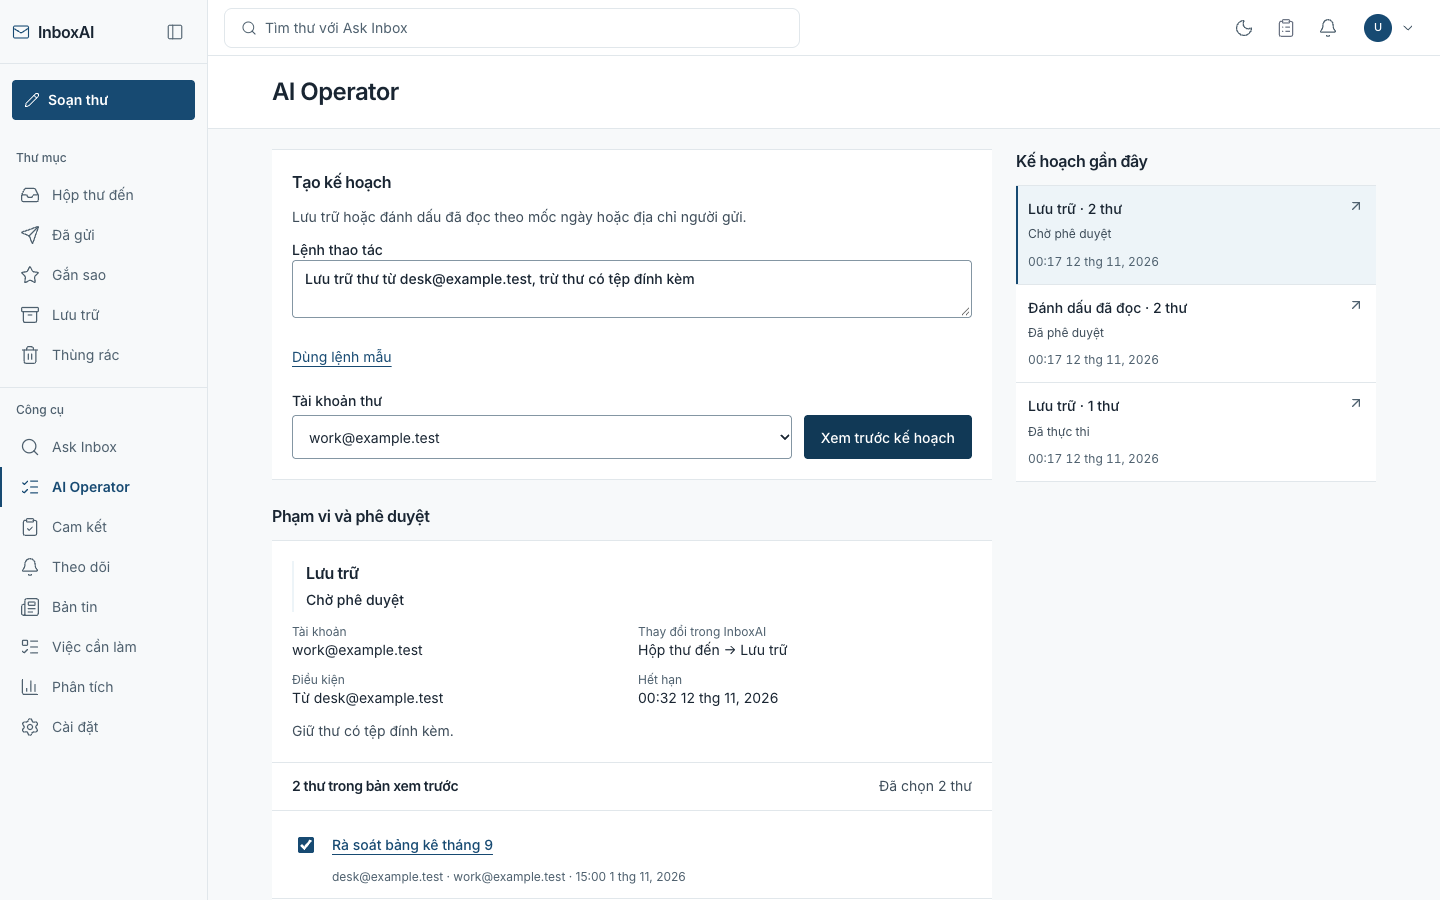 InboxAI
Tìm thư với Ask Inbox
U
Soạn thư
Thư mục
Hộp thư đến
Đã gửi
Gắn sao
Lưu trữ
Thùng rác
Công cụ
Ask Inbox
AI Operator
Cam kết
Theo dõi
Bản tin
Việc cần làm
Phân tích
Cài đặt
AI Operator
Tạo kế hoạch
Lưu trữ hoặc đánh dấu đã đọc theo mốc ngày hoặc địa chỉ người gửi.
Lệnh thao tác
Lưu trữ thư từ desk@example.test, trừ thư có tệp đính kèm
Dùng lệnh mẫu
Tài khoản thư
work@example.test
Xem trước kế hoạch
Phạm vi và phê duyệt
Lưu trữ
Chờ phê duyệt
Tài khoản
work@example.test
Thay đổi trong InboxAI
Hộp thư đến → Lưu trữ
Điều kiện
Từ desk@example.test
Hết hạn
00:32 12 thg 11, 2026
Giữ thư có tệp đính kèm.
2 thư trong bản xem trước
Đã chọn 2 thư
Rà soát bảng kê tháng 9
desk@example.test · work@example.test · 15:00 1 thg 11, 2026
Kế hoạch gần đây
Lưu trữ · 2 thư
Chờ phê duyệt
00:17 12 thg 11, 2026
Đánh dấu đã đọc · 2 thư
Đã phê duyệt
00:17 12 thg 11, 2026
Lưu trữ · 1 thư
Đã thực thi
00:17 12 thg 11, 2026